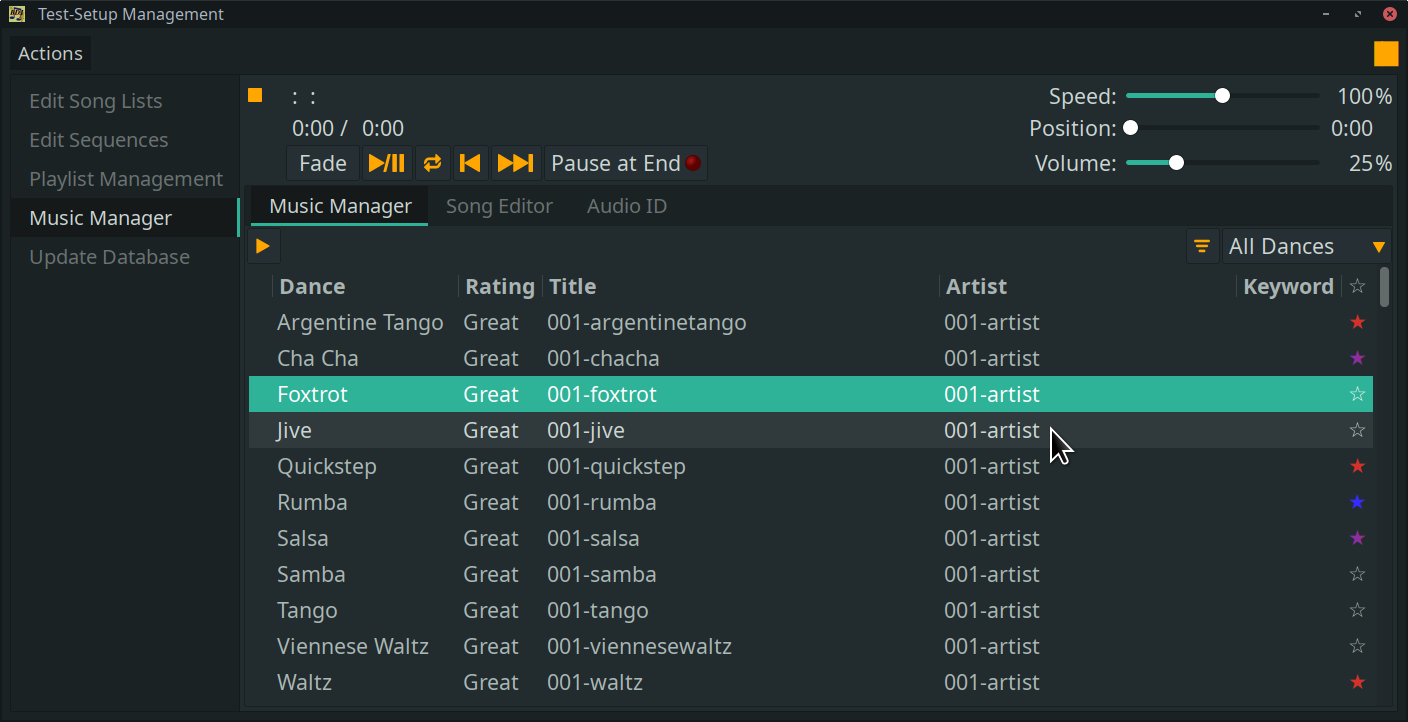 Test-Setup Management
Actions
Edit Song Lists
Edit Sequences
Playlist Management
Music Manager
Update Database
: :
0:00 / 0:00
Fade
Pause at End
Speed: 100%
Position: 0:00
Volume: 25%
Music Manager Song Editor Audio ID
All Dances
Dance Rating Title Artist Keyword ☆
Argentine Tango Great 001-argentinetango 001-artist ★
Cha Cha Great 001-chacha 001-artist ★
Foxtrot Great 001-foxtrot 001-artist ☆
Jive Great 001-jive 001-artist ☆
Quickstep Great 001-quickstep 001-artist ★
Rumba Great 001-rumba 001-artist ★
Salsa Great 001-salsa 001-artist ★
Samba Great 001-samba 001-artist ☆
Tango Great 001-tango 001-artist ☆
Viennese Waltz Great 001-viennesewaltz 001-artist ☆
Waltz Great 001-waltz 001-artist ★